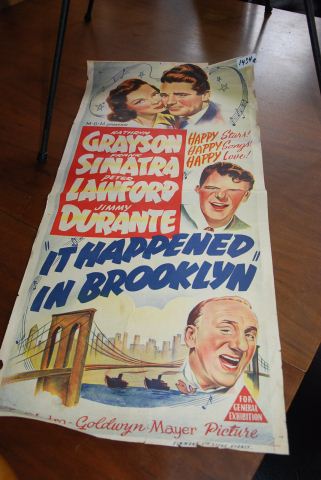 M-G-M presents
KATHRYN
GRAYSON
FRANK
SINATRA
PETER
LAWFORD
JIMMY
DURANTE
HAPPY Stars!
HAPPY Songs!
HAPPY Love!
"IT HAPPENED
IN BROOKLYN"
FOR
GENERAL
EXHIBITION
Goldwyn-Mayer Picture